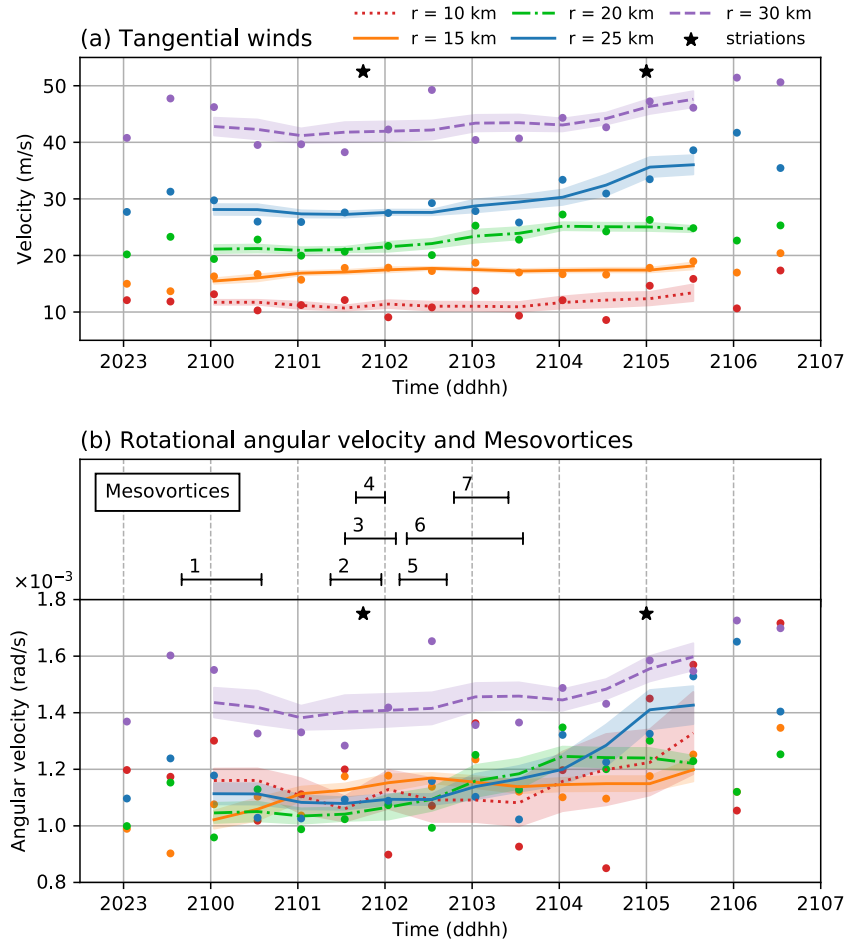 r = 10 km r = 20 km r = 30 km
(a) Tangential winds r = 15 km r = 25 km striations
50
40
30
20
10
Velocity (m/s)
2023 2100 2101 2102 2103 2104 2105 2106 2107
Time (ddhh)
(b) Rotational angular velocity and Mesovortices
Mesovortices
4 7
3 6
1 2 5
×10⁻³
1.8
1.6
1.4
1.2
1.0
0.8
Angular velocity (rad/s)
2023 2100 2101 2102 2103 2104 2105 2106 2107
Time (ddhh)